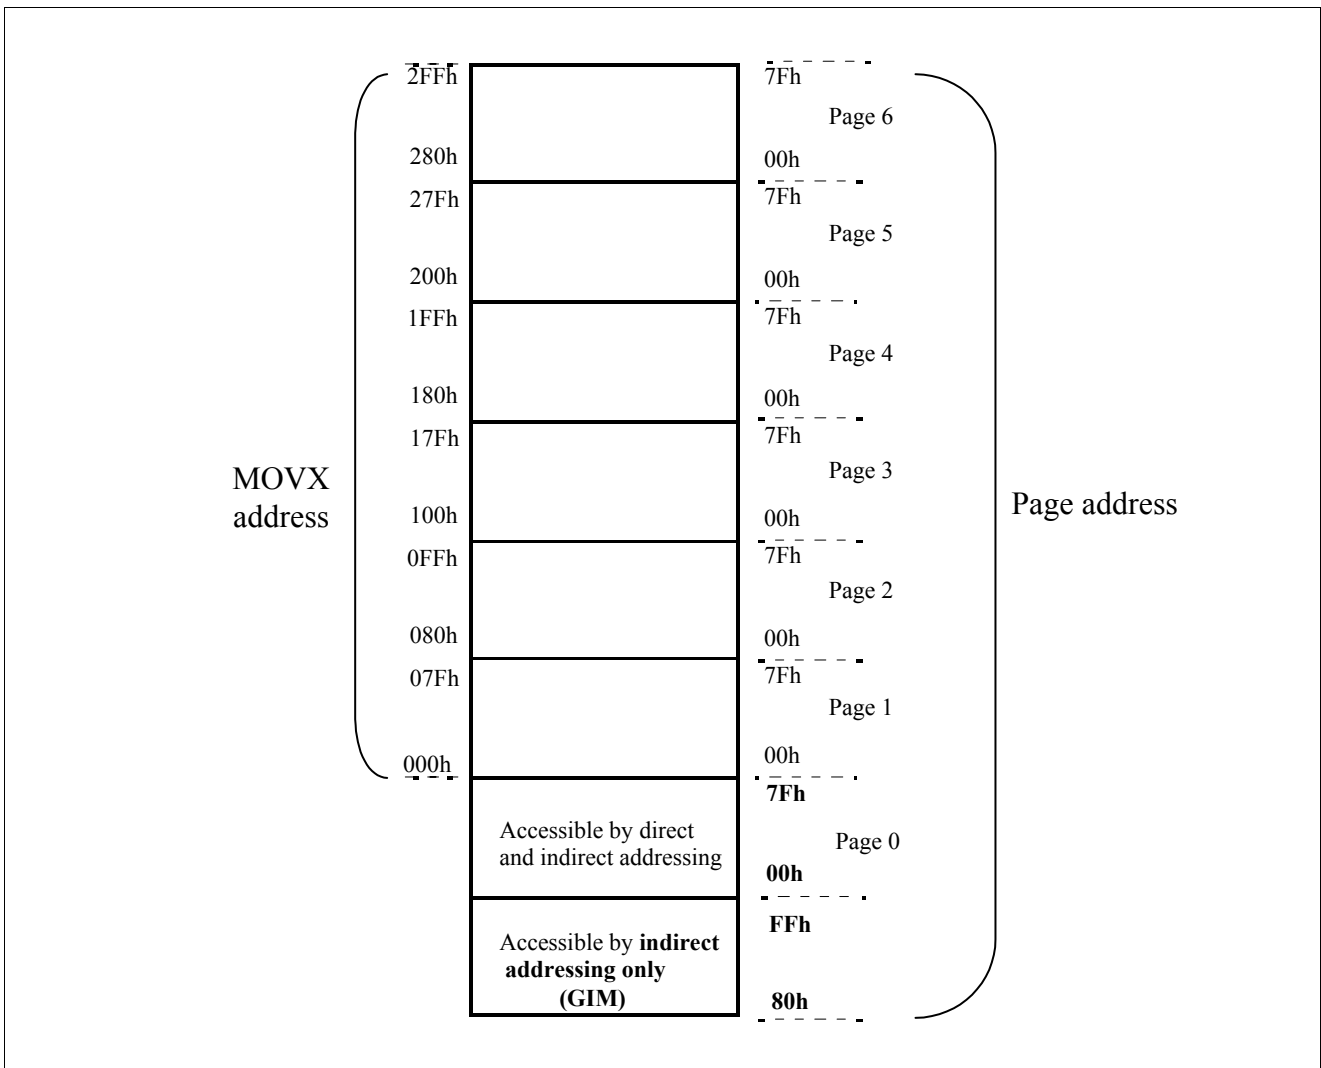 2FFh
7Fh
Page 6
280h
00h
27Fh
7Fh
Page 5
200h
00h
1FFh
7Fh
Page 4
180h
00h
17Fh
7Fh
Page 3
MOVX
address
Page address
100h
00h
0FFh
7Fh
Page 2
080h
00h
07Fh
7Fh
Page 1
000h
00h
7Fh
Accessible by direct
and indirect addressing
Page 0
00h
FFh
Accessible by indirect
addressing only
(GIM)
80h